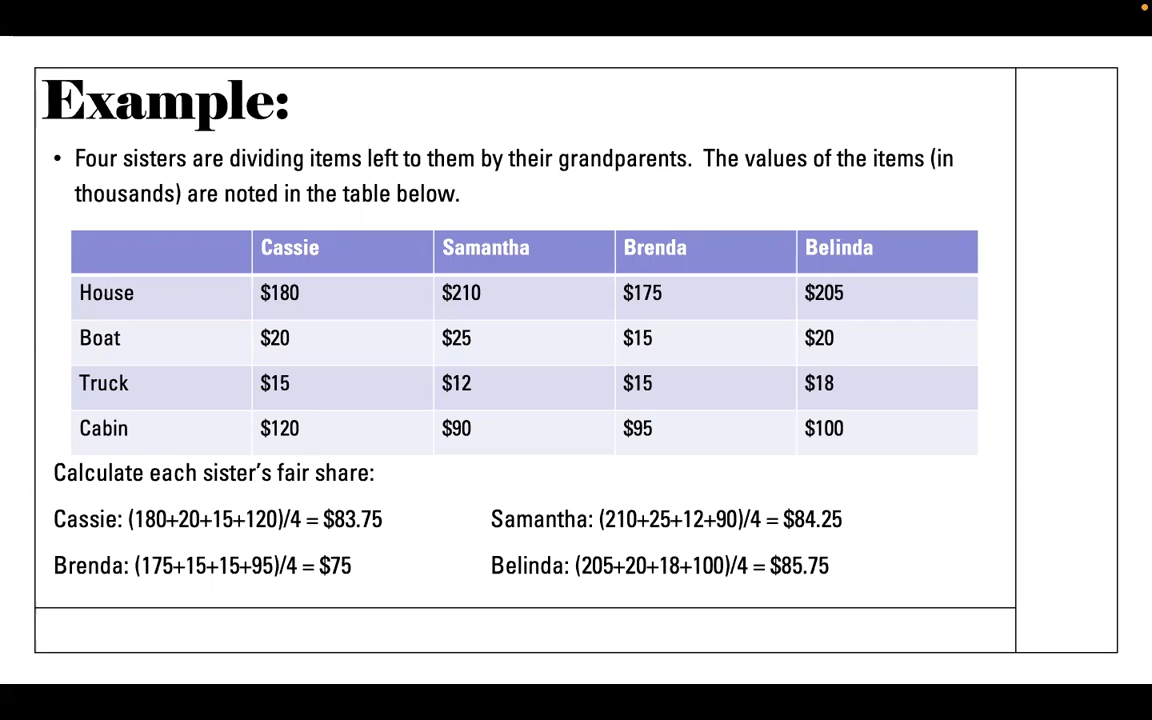 Example:
• Four sisters are dividing items left to them by their grandparents. The values of the items (in
thousands) are noted in the table below.
Cassie Samantha Brenda Belinda
House $180 $210 $175 $205
Boat $20 $25 $15 $20
Truck $15 $12 $15 $18
Cabin $120 $90 $95 $100
Calculate each sister's fair share:
Cassie: (180+20+15+120)/4 = $83.75 Samantha: (210+25+12+90)/4 = $84.25
Brenda: (175+15+15+95)/4 = $75 Belinda: (205+20+18+100)/4 = $85.75